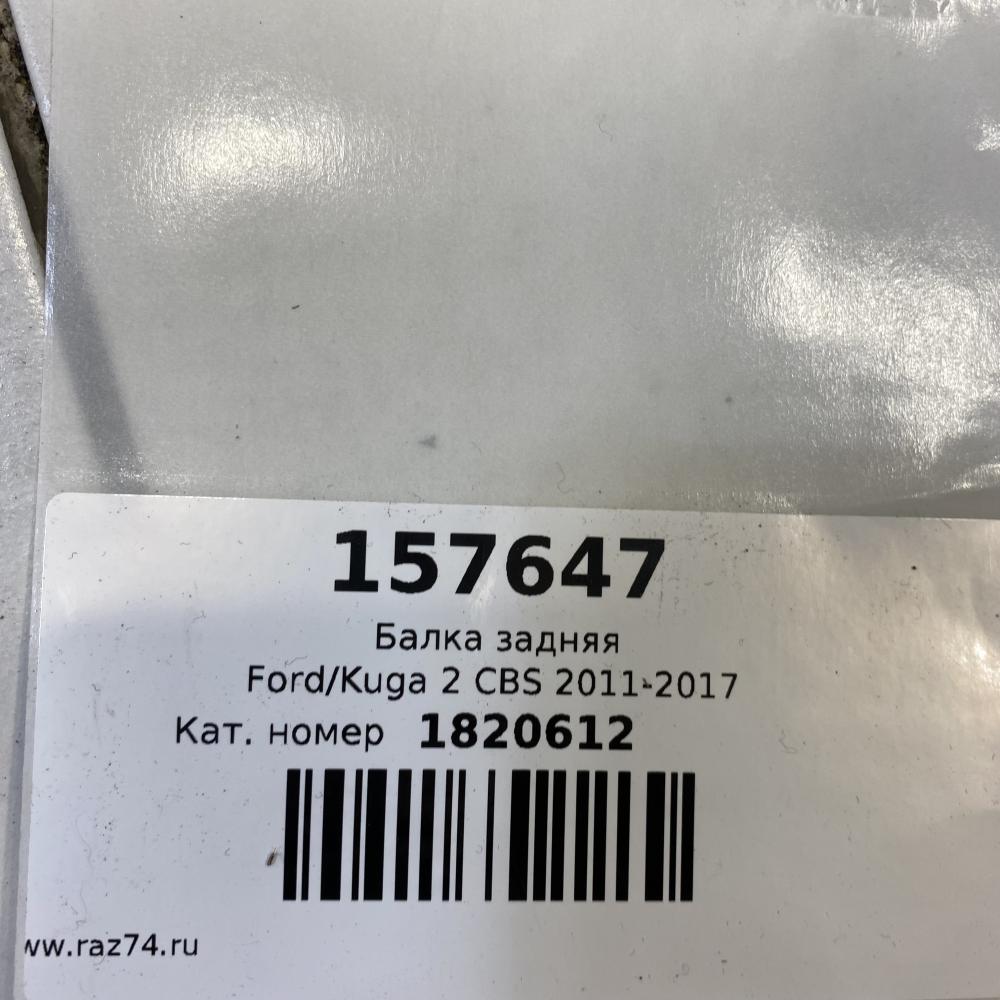 157647
Балка задняя
Ford/Kuga 2 CBS 2011-2017
Кат. номер 1820612
ww.raz74.ru